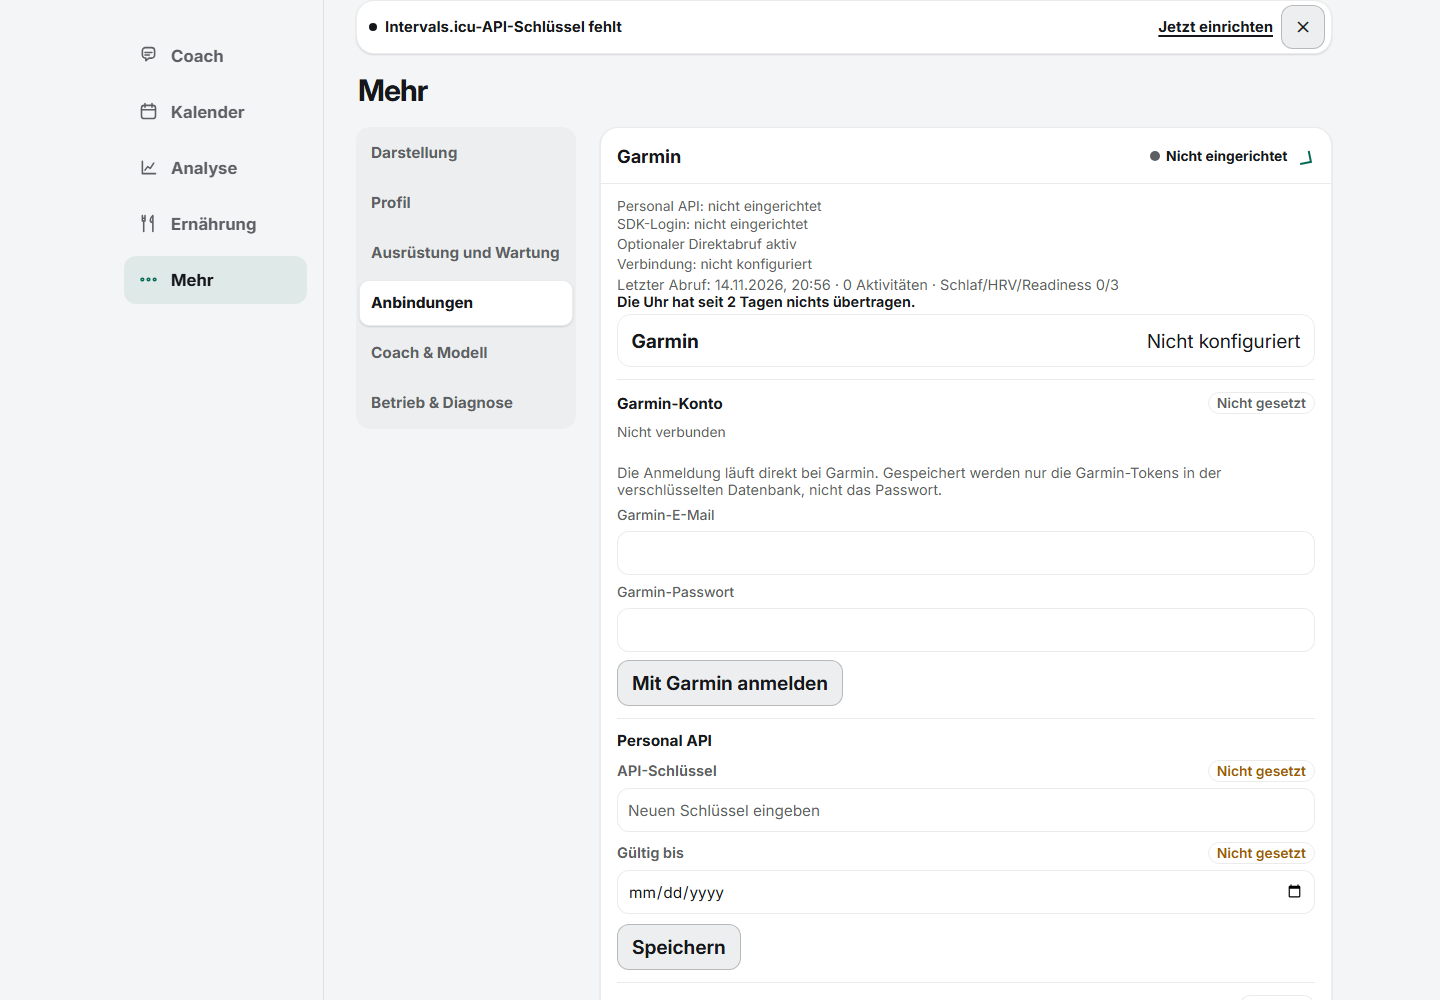 Intervals.icu-API-Schlüssel fehlt
Jetzt einrichten
Coach
Kalender
Analyse
Ernährung
Mehr
Mehr
Darstellung
Profil
Ausrüstung und Wartung
Anbindungen
Coach & Modell
Betrieb & Diagnose
Garmin
Nicht eingerichtet
Personal API: nicht eingerichtet
SDK-Login: nicht eingerichtet
Optionaler Direktabruf aktiv
Verbindung: nicht konfiguriert
Letzter Abruf: 14.11.2026, 20:56 · 0 Aktivitäten · Schlaf/HRV/Readiness 0/3
Die Uhr hat seit 2 Tagen nichts übertragen.
Garmin
Nicht konfiguriert
Garmin-Konto
Nicht gesetzt
Nicht verbunden
Die Anmeldung läuft direkt bei Garmin. Gespeichert werden nur die Garmin-Tokens in der
verschlüsselten Datenbank, nicht das Passwort.
Garmin-E-Mail
Garmin-Passwort
Mit Garmin anmelden
Personal API
API-Schlüssel
Nicht gesetzt
Neuen Schlüssel eingeben
Gültig bis
Nicht gesetzt
mm/dd/yyyy
Speichern